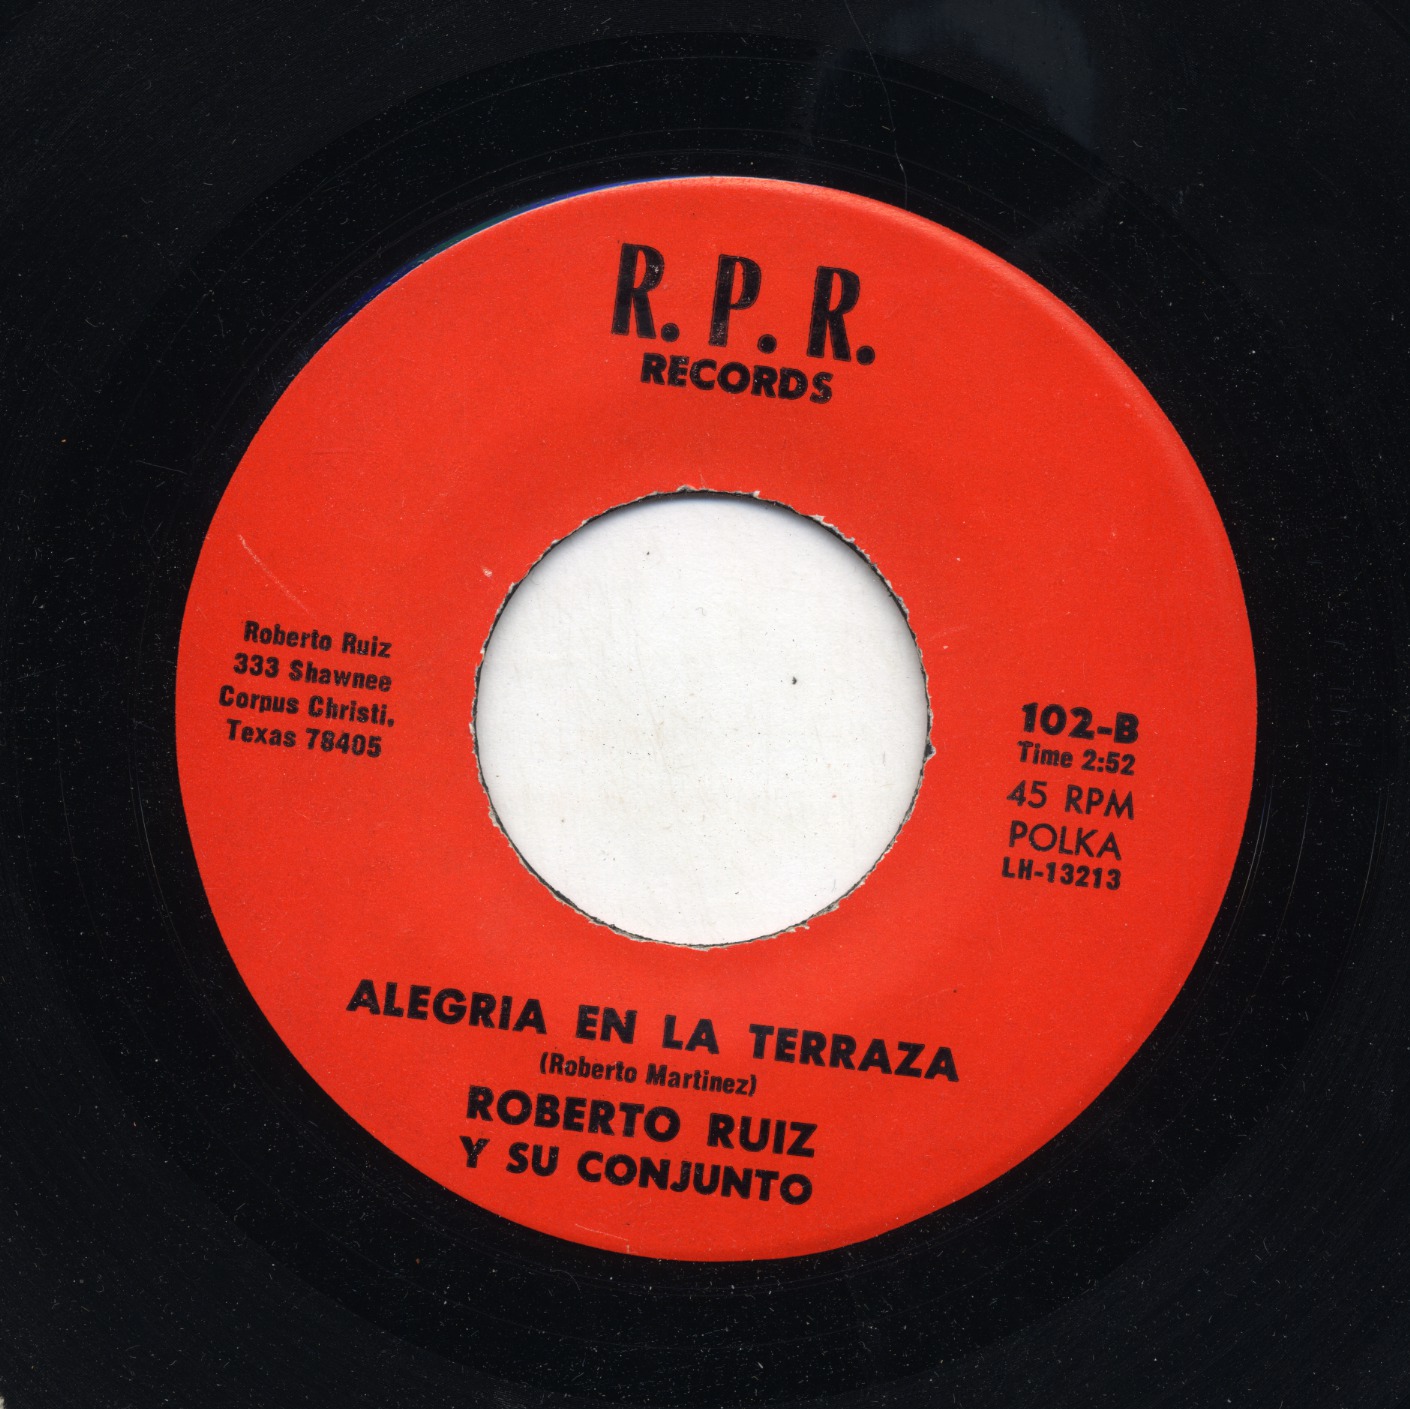 R. P. R.
RECORDS
Roberto Ruiz
333 Shawnee
Corpus Christi,
Texas 78405
102-B
Time 2:52
45 RPM
POLKA
LH-13213
ALEGRIA EN LA TERRAZA
(Roberto Martinez)
ROBERTO RUIZ
Y SU CONJUNTO